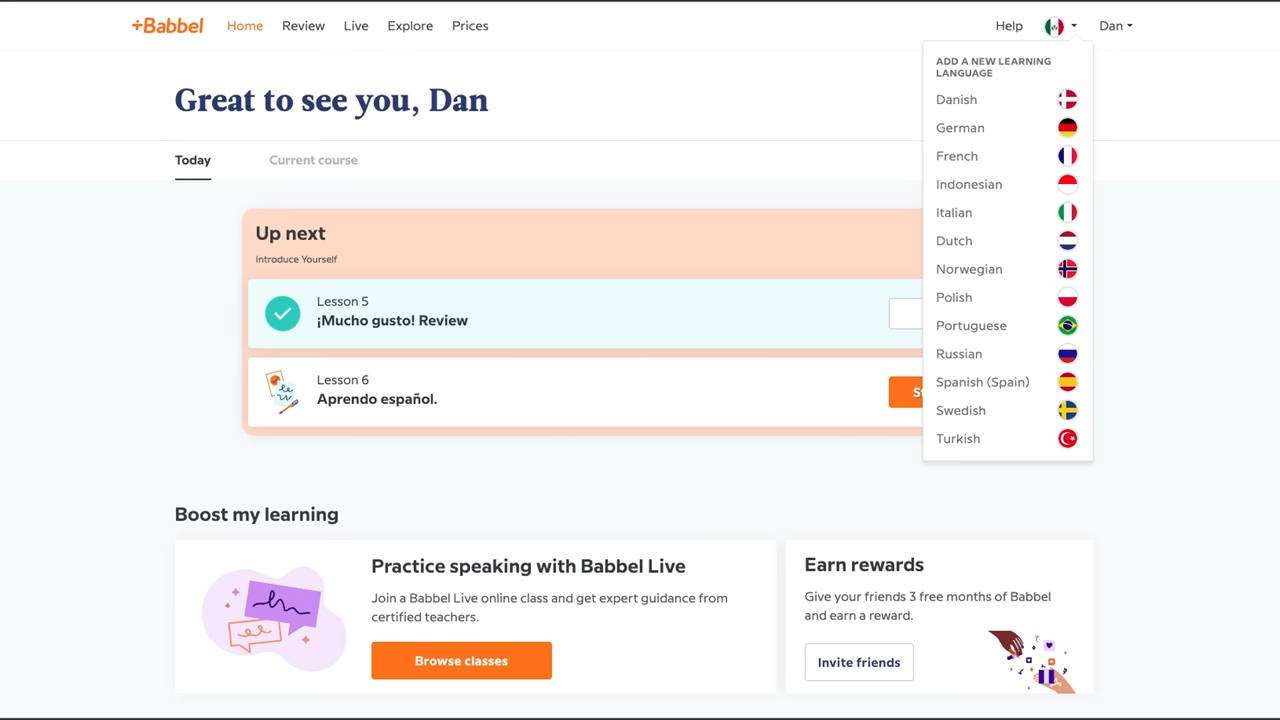 +Babbel Home Review Live Explore Prices Help Dan
ADD A NEW LEARNING
LANGUAGE
Danish
German
French
Indonesian
Italian
Dutch
Norwegian
Polish
Portuguese
Russian
Spanish (Spain)
Swedish
Turkish
Great to see you, Dan
Today Current course
Up next
Introduce Yourself
Lesson 5
¡Mucho gusto! Review
Lesson 6
Aprendo español.
Boost my learning
Practice speaking with Babbel Live
Join a Babbel Live online class and get expert guidance from
certified teachers.
Browse classes
Earn rewards
Give your friends 3 free months of Babbel
and earn a reward.
Invite friends